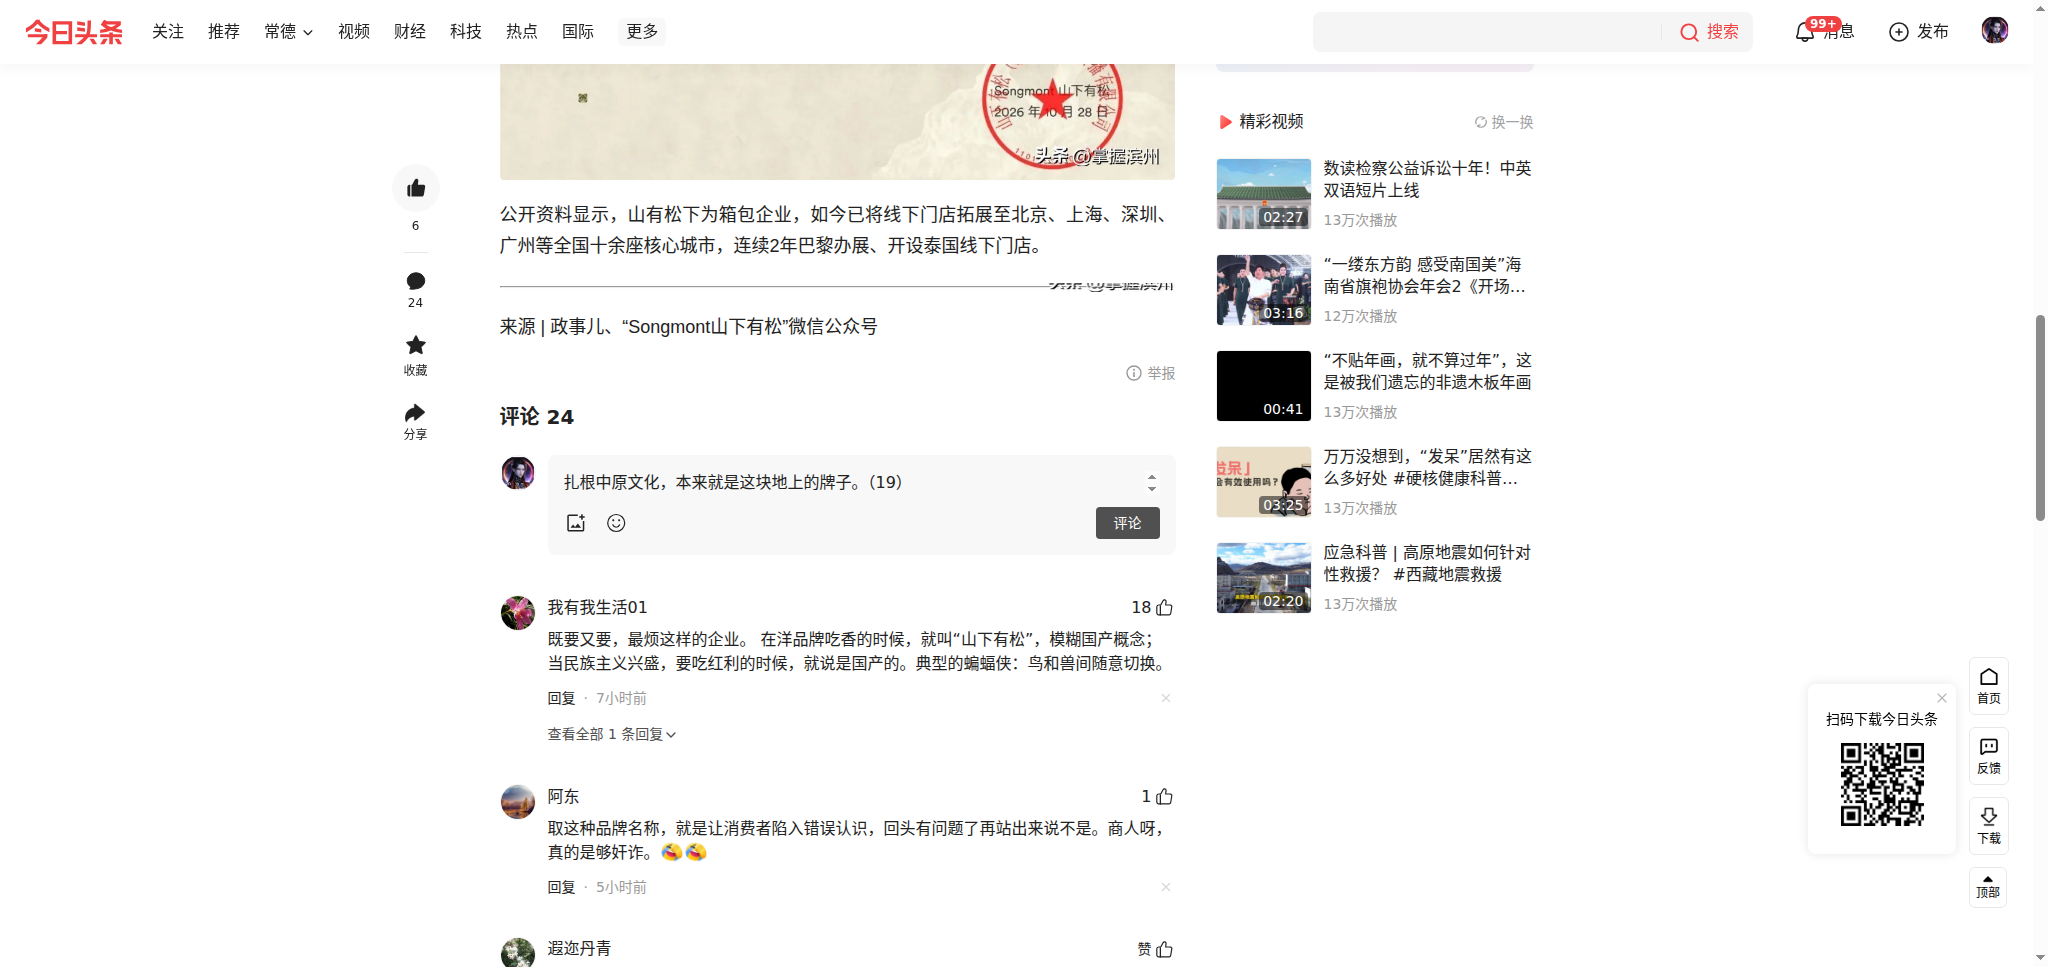 今日头条
关注 推荐 常德 视频 财经 科技 热点 国际 更多
搜索
99+
消息
发布
Songmont 山下有松
2026 年 10 月 28 日
头条 @掌握滨州
6
24
收藏
分享
公开资料显示，山有松下为箱包企业，如今已将线下门店拓展至北京、上海、深圳、
广州等全国十余座核心城市，连续2年巴黎办展、开设泰国线下门店。
头条 @掌握滨州
来源 | 政事儿、“Songmont山下有松”微信公众号
举报
评论 24
扎根中原文化，本来就是这块地上的牌子。（19）
评论
我有我生活01
18
既要又要，最烦这样的企业。 在洋品牌吃香的时候，就叫“山下有松”，模糊国产概念；
当民族主义兴盛，要吃红利的时候，就说是国产的。典型的蝙蝠侠：鸟和兽间随意切换。
回复 · 7小时前
查看全部 1 条回复
阿东
1
取这种品牌名称，就是让消费者陷入错误认识，回头有问题了再站出来说不是。商人呀，
真的是够奸诈。
回复 · 5小时前
遐迩丹青
赞
精彩视频
换一换
02:27
数读检察公益诉讼十年！中英
双语短片上线
13万次播放
03:16
“一缕东方韵 感受南国美”海
南省旗袍协会年会2《开场...
12万次播放
00:41
“不贴年画，就不算过年”，这
是被我们遗忘的非遗木板年画
13万次播放
发呆」
会有效使用吗？
03:25
万万没想到，“发呆”居然有这
么多好处 #硬核健康科普...
13万次播放
02:20
应急科普 | 高原地震如何针对
性救援？ #西藏地震救援
13万次播放
扫码下载今日头条
首页
反馈
下载
顶部